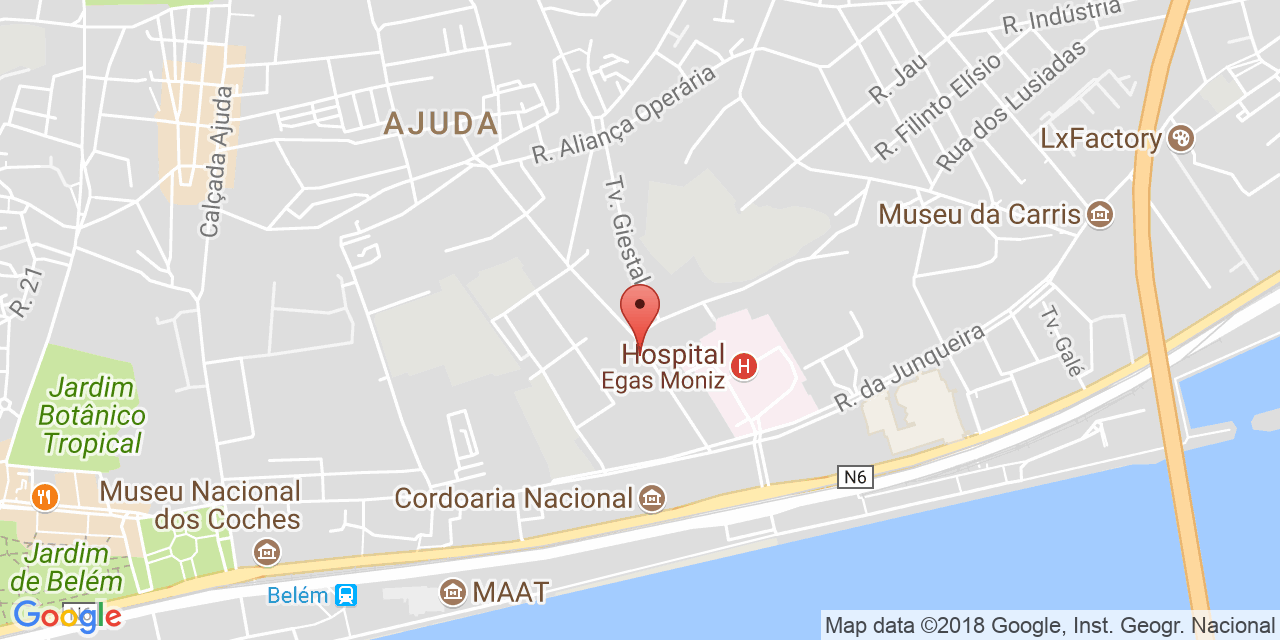 R. Indústria
R. Jau
R. Filinto Elísio
Rua dos Lusiadas
LxFactory
Calçada Ajuda
AJUDA
R. Aliança Operária
Tv. Giestal
Museu da Carris
R. 21
Tv. Galé
Hospital
Egas Moniz
H
R. da Junqueira
Jardim
Botânico
Tropical
N6
Museu Nacional
dos Coches
Cordoaria Nacional
Jardim
de Belém
Belém
MAAT
N6
Google
Map data ©2018 Google, Inst. Geogr. Nacional